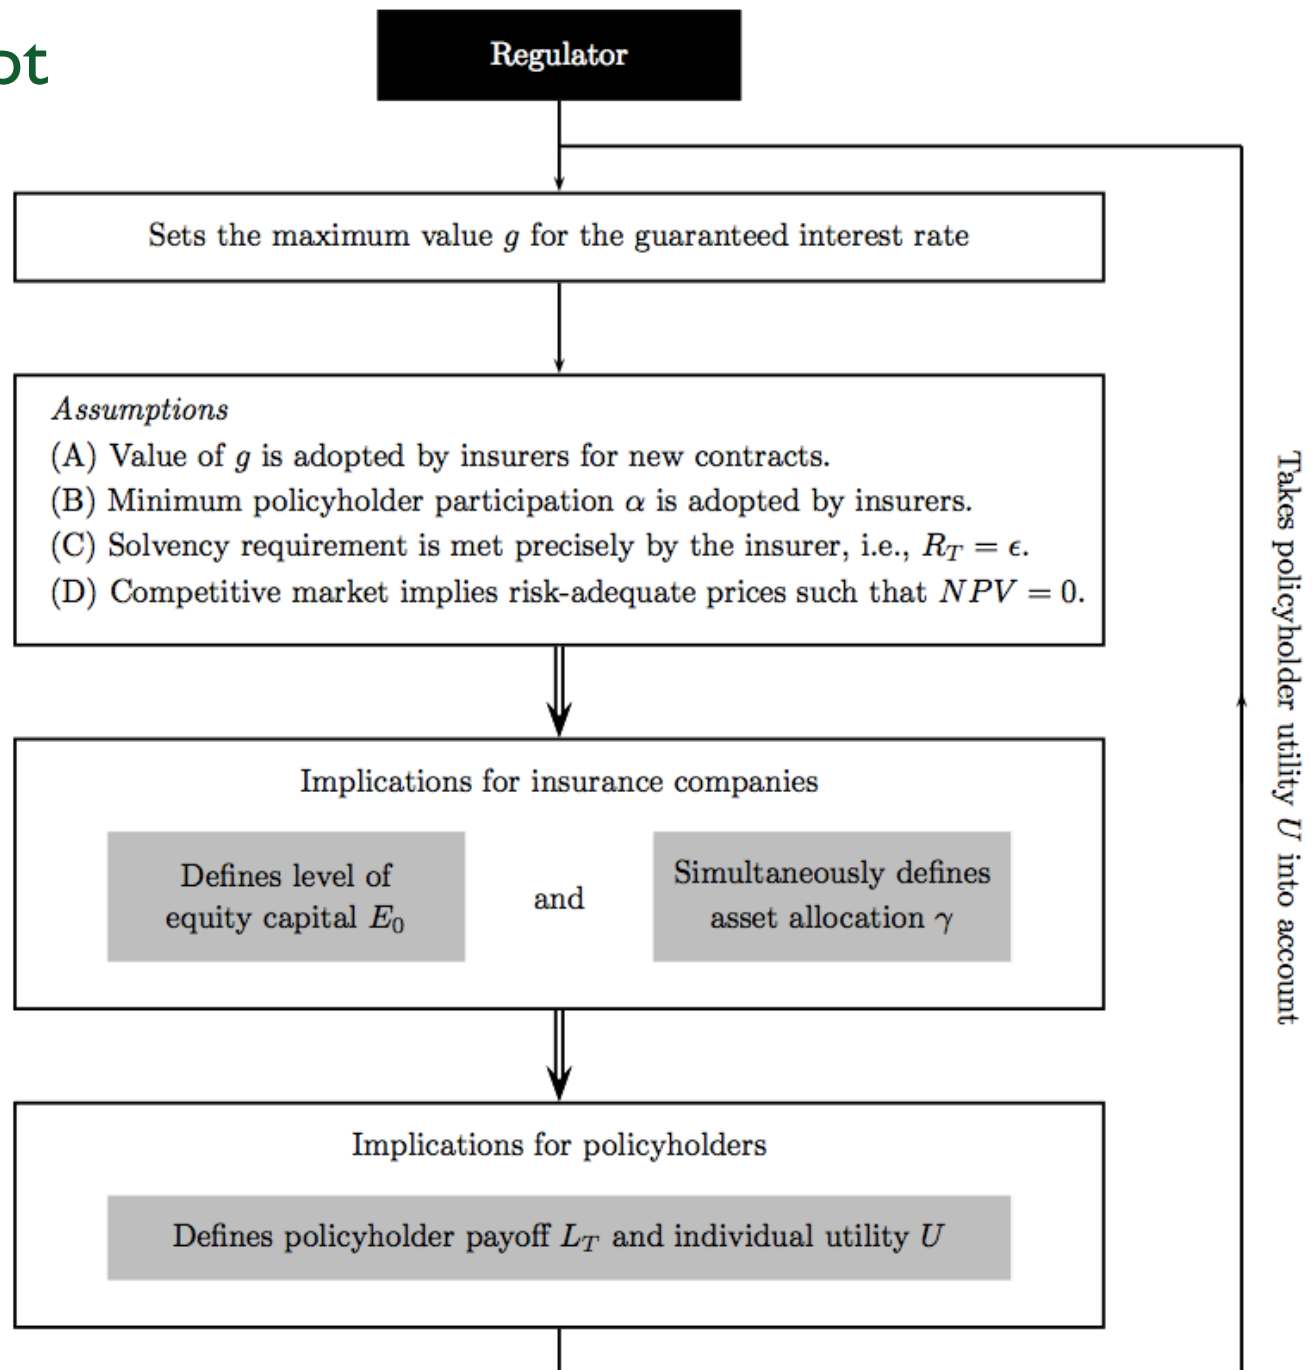 ot
Regulator
Sets the maximum value g for the guaranteed interest rate
Assumptions
(A) Value of g is adopted by insurers for new contracts.
(B) Minimum policyholder participation α is adopted by insurers.
(C) Solvency requirement is met precisely by the insurer, i.e., R_T = ϵ.
(D) Competitive market implies risk-adequate prices such that NPV = 0.
Implications for insurance companies
Defines level of
equity capital E_0
and
Simultaneously defines
asset allocation γ
Implications for policyholders
Defines policyholder payoff L_T and individual utility U
Takes policyholder utility U into account